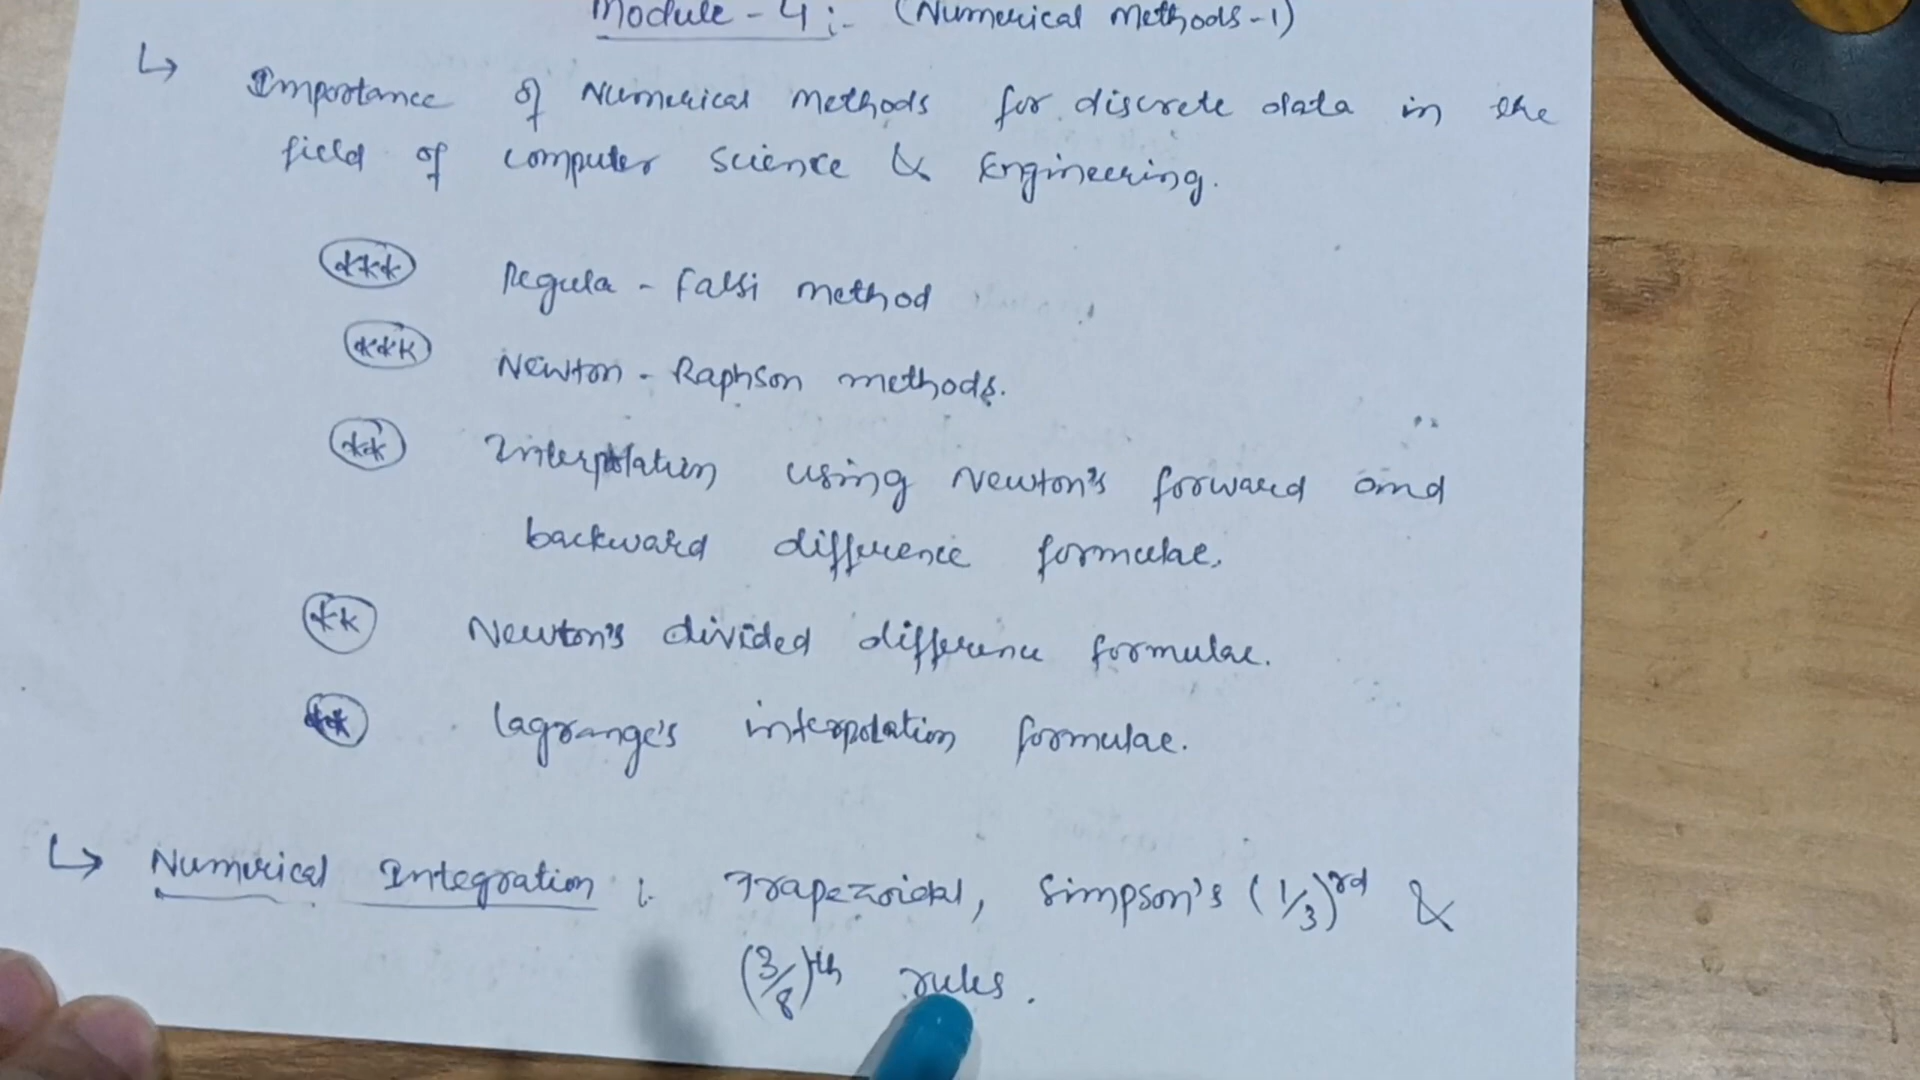 Module - 4 :- (Numerical Methods - 1)
↳ Importance of Numerical Methods for discrete data in the
field of computer science & Engineering.
*** Regula - Falsi method
*** Newton - Raphson methods.
** Interpolation using Newton's forward and
backward difference formulae.
** Newton's divided difference formulae.
** Lagrange's interpolation formulae.
↳ Numerical Integration :- Trapezoidal, Simpson's (1/3)rd &
(3/8)th rules.